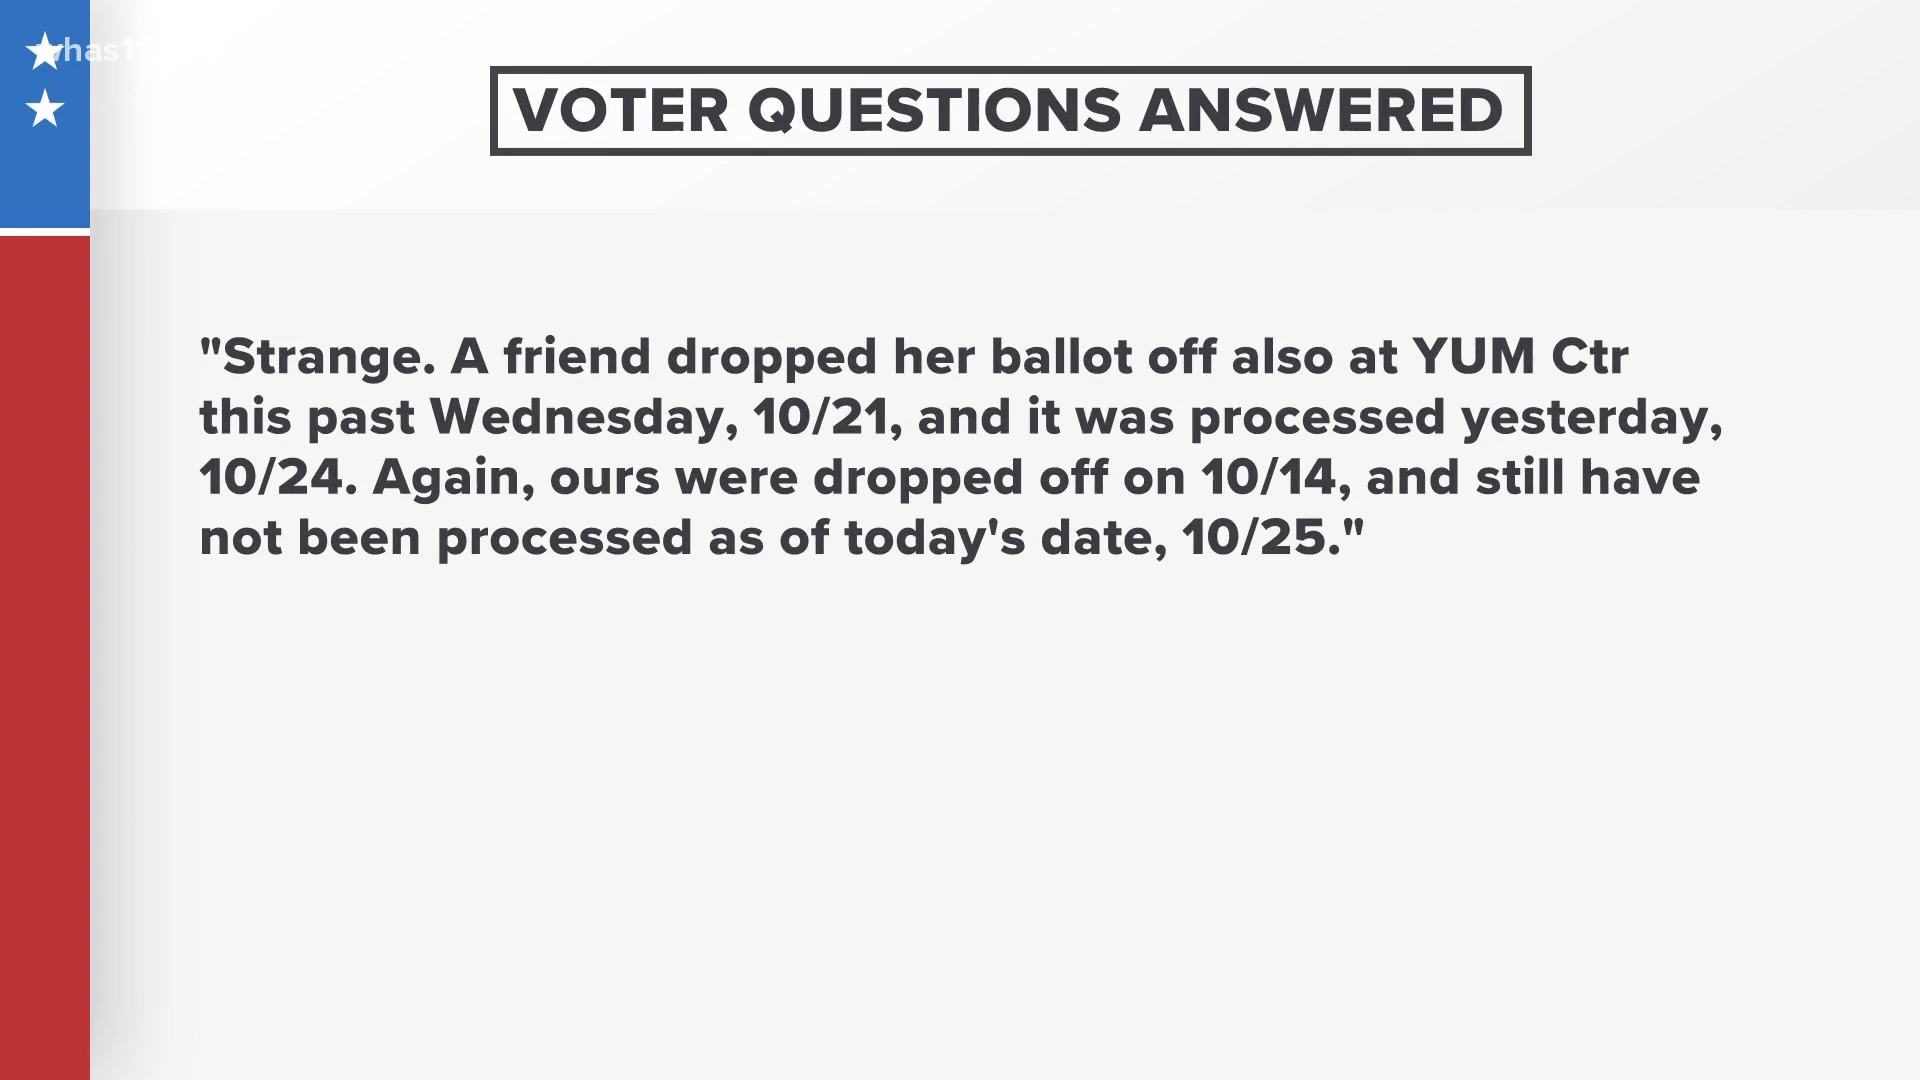 whas11
VOTER QUESTIONS ANSWERED
"Strange. A friend dropped her ballot off also at YUM Ctr
this past Wednesday, 10/21, and it was processed yesterday,
10/24. Again, ours were dropped off on 10/14, and still have
not been processed as of today's date, 10/25."